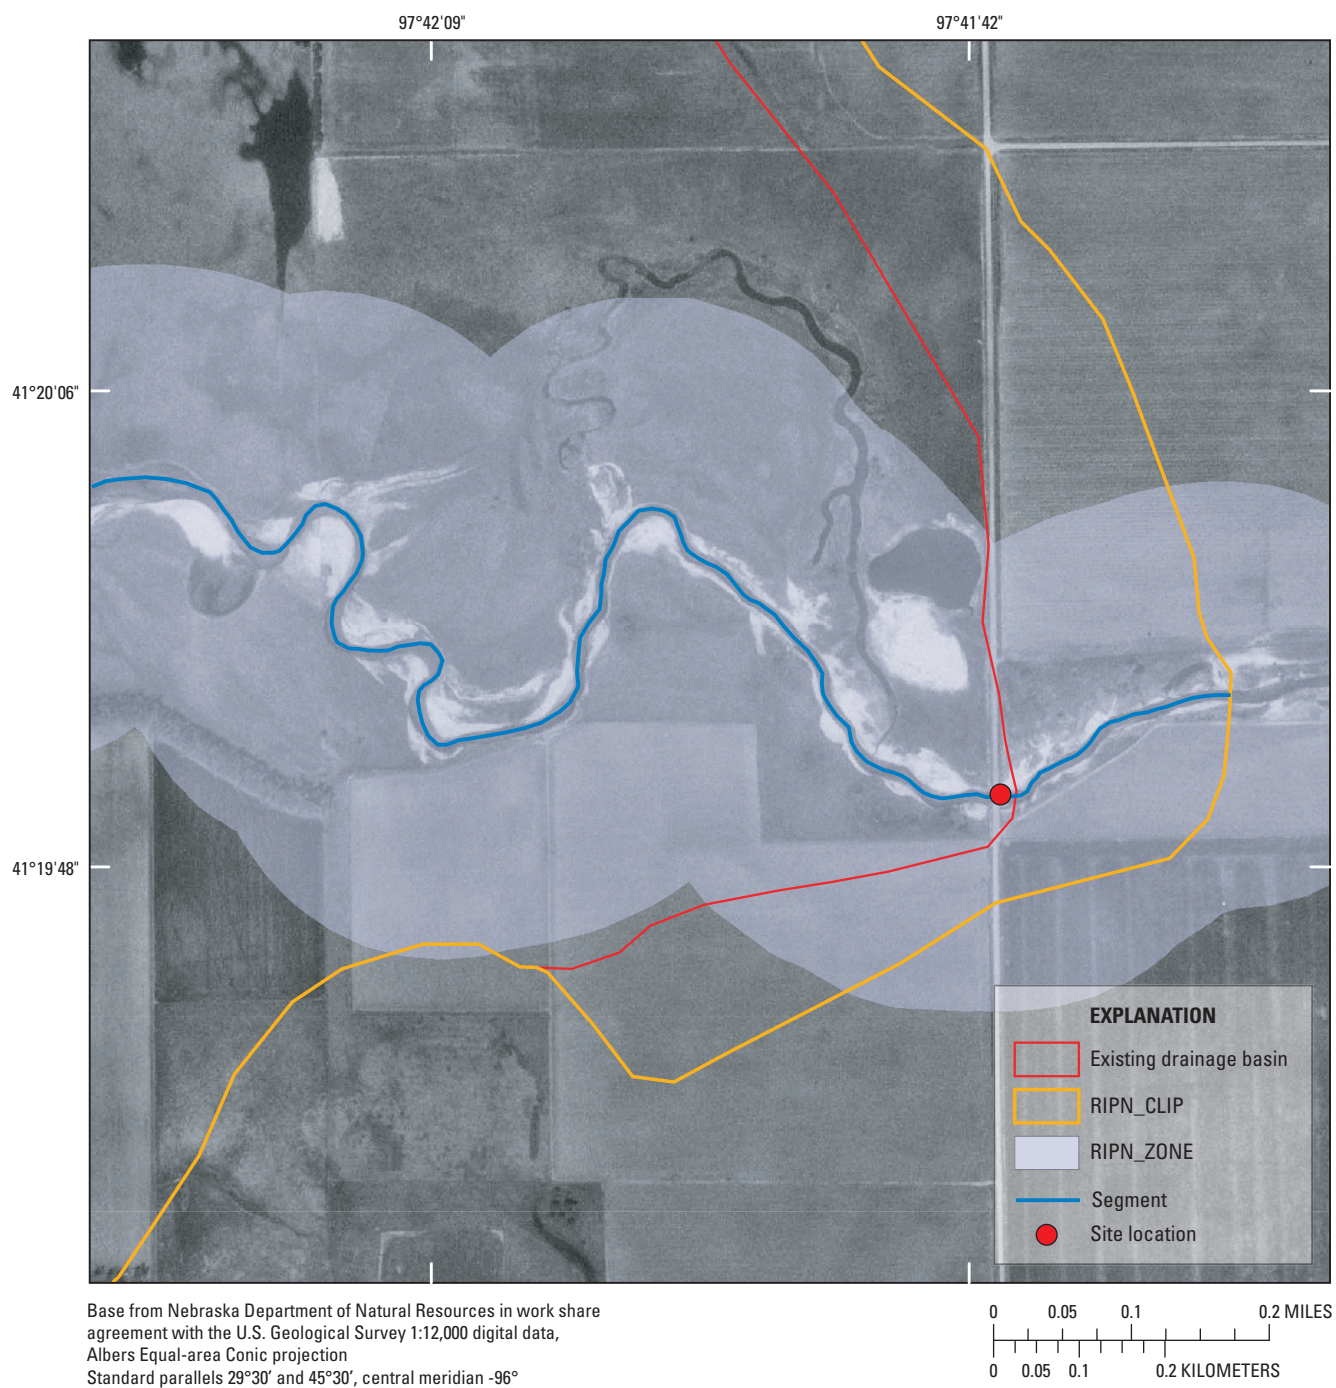 97°42'09"
97°41'42"
41°20'06"
41°19'48"
EXPLANATION
Existing drainage basin
RIPN_CLIP
RIPN_ZONE
Segment
Site location
Base from Nebraska Department of Natural Resources in work share
agreement with the U.S. Geological Survey 1:12,000 digital data,
Albers Equal-area Conic projection
Standard parallels 29°30’ and 45°30’, central meridian -96°
0 0.05 0.1 0.2 MILES
0 0.05 0.1 0.2 KILOMETERS